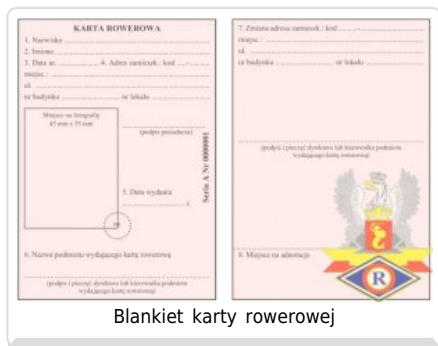 KARTA ROWEROWA
1. Nazwisko
2. Imiona
3. Data ur. 4. Adres zamieszk.: kod -
miejsc.:
ul.
nr budynku nr lokalu
Miejsce na fotografię
45 mm x 35 mm
(podpis posiadacza)
Seria A Nr 0000001
5. Data wydania
r.
mp.
6. Nazwa podmiotu wydającego kartę rowerową
(podpis i pieczęć dyrektora lub kierownika podmiotu
wydającego kartę rowerową)
7. Zmiana adresu zamieszk.: kod -
miejsc.:
ul.
nr budynku nr lokalu
(podpis i pieczęć dyrektora lub kierownika podmiotu
wydającego kartę rowerową)
8. Miejsce na adnotacje
R
Blankiet karty rowerowej